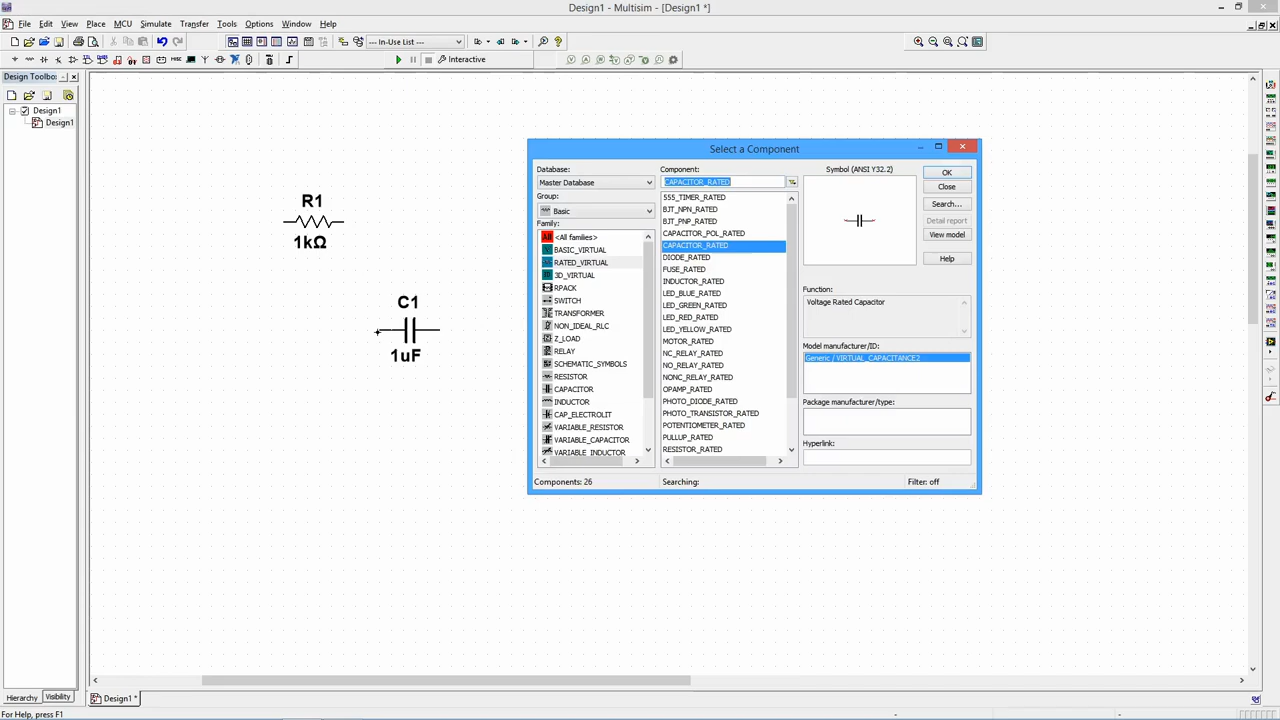 Design1 - Multisim - [Design1 *]
File Edit View Place MCU Simulate Transfer Tools Options Window Help
--- In-Use List ---
Interactive
Design Toolbo:
Design1
Design1
R1
1kΩ
C1
1uF
Select a Component
Database:
Master Database
Group:
Basic
Family:
<All families>
BASIC_VIRTUAL
RATED_VIRTUAL
3D_VIRTUAL
RPACK
SWITCH
TRANSFORMER
NON_IDEAL_RLC
Z_LOAD
RELAY
SCHEMATIC_SYMBOLS
RESISTOR
CAPACITOR
INDUCTOR
CAP_ELECTROLIT
VARIABLE_RESISTOR
VARIABLE_CAPACITOR
VARIABLE_INDUCTOR
Component:
CAPACITOR_RATED
555_TIMER_RATED
BJT_NPN_RATED
BJT_PNP_RATED
CAPACITOR_POL_RATED
CAPACITOR_RATED
DIODE_RATED
FUSE_RATED
INDUCTOR_RATED
LED_BLUE_RATED
LED_GREEN_RATED
LED_RED_RATED
LED_YELLOW_RATED
MOTOR_RATED
NC_RELAY_RATED
NO_RELAY_RATED
NONC_RELAY_RATED
OPAMP_RATED
PHOTO_DIODE_RATED
PHOTO_TRANSISTOR_RATED
POTENTIOMETER_RATED
PULLUP_RATED
RESISTOR_RATED
Symbol (ANSI Y32.2)
OK
Close
Search...
Detail report
View model
Help
Function:
Voltage Rated Capacitor
Model manufacturer/ID:
Generic / VIRTUAL_CAPACITANCE2
Package manufacturer/type:
Hyperlink:
Components: 26
Searching:
Filter: off
Hierarchy Visibility
Design1 *
For Help, press F1